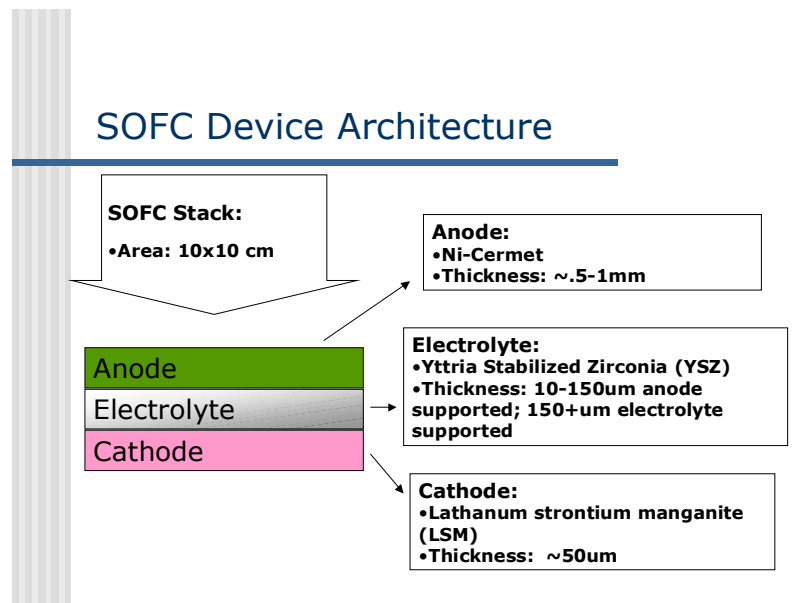 SOFC Device Architecture
SOFC Stack:
•Area: 10x10 cm
Anode:
•Ni-Cermet
•Thickness: ~.5-1mm
Anode
Electrolyte
Cathode
Electrolyte:
•Yttria Stabilized Zirconia (YSZ)
•Thickness: 10-150um anode
supported; 150+um electrolyte
supported
Cathode:
•Lathanum strontium manganite
(LSM)
•Thickness:  ~50um